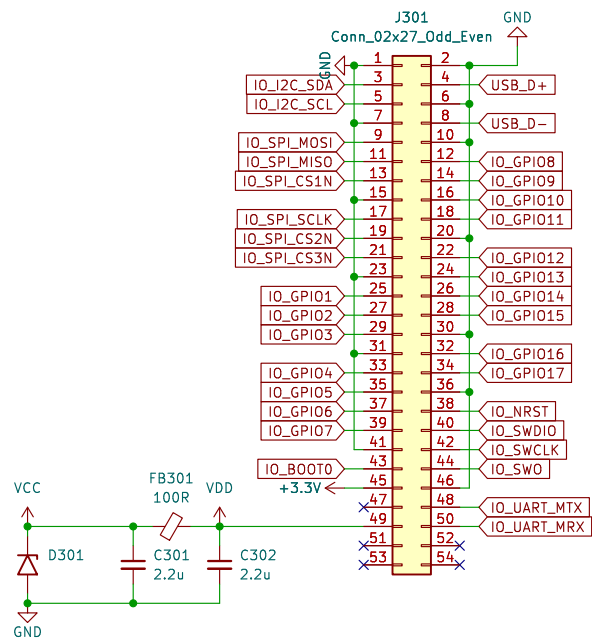 J301
Conn_02x27_Odd_Even
GND
GND
1 2
IO_I2C_SDA 3 4 USB_D+
IO_I2C_SCL 5 6
7 8 USB_D-
IO_SPI_MOSI 9 10
IO_SPI_MISO 11 12 IO_GPIO8
IO_SPI_CS1N 13 14 IO_GPIO9
15 16 IO_GPIO10
IO_SPI_SCLK 17 18 IO_GPIO11
IO_SPI_CS2N 19 20
IO_SPI_CS3N 21 22 IO_GPIO12
23 24 IO_GPIO13
IO_GPIO1 25 26 IO_GPIO14
IO_GPIO2 27 28 IO_GPIO15
IO_GPIO3 29 30
31 32 IO_GPIO16
IO_GPIO4 33 34 IO_GPIO17
IO_GPIO5 35 36
IO_GPIO6 37 38 IO_NRST
IO_GPIO7 39 40 IO_SWDIO
41 42 IO_SWCLK
IO_BOOT0 43 44 IO_SWO
+3.3V 45 46
47 48 IO_UART_MTX
49 50 IO_UART_MRX
51 52
53 54
FB301
100R
VCC
VDD
D301
C301
2.2u
C302
2.2u
GND